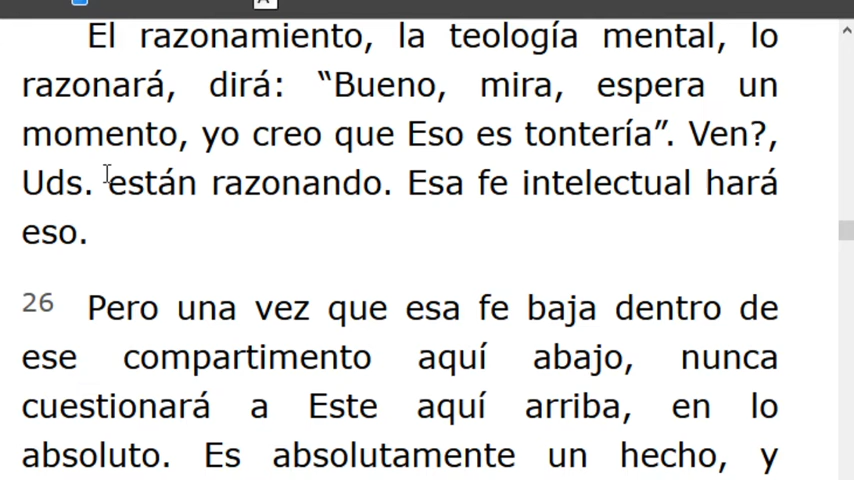 El razonamiento, la teología mental, lo
razonará, dirá: “Bueno, mira, espera un
momento, yo creo que Eso es tontería”. Ven?,
Uds. están razonando. Esa fe intelectual hará
eso.
26 Pero una vez que esa fe baja dentro de
ese compartimento aquí abajo, nunca
cuestionará a Este aquí arriba, en lo
absoluto. Es absolutamente un hecho, y